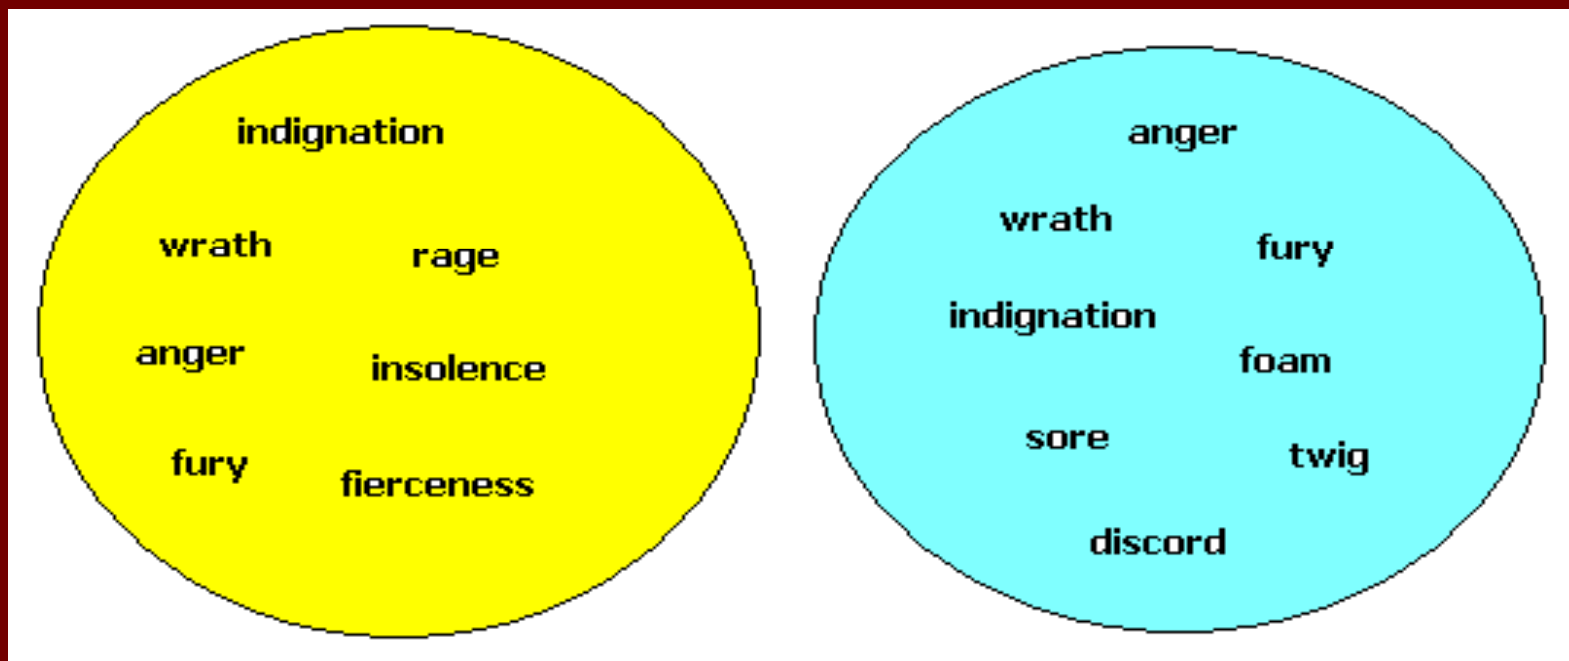 indignation
wrath
rage
anger
insolence
fury
fierceness
anger
wrath
fury
indignation
foam
sore
twig
discord